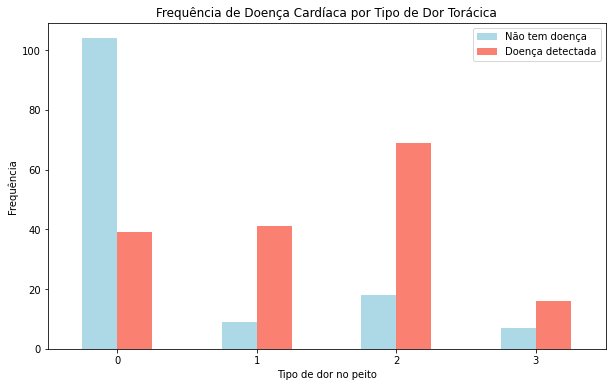 Frequência de Doença Cardíaca por Tipo de Dor Torácica
Não tem doença
Doença detectada
Frequência
100
80
60
40
20
0
0 1 2 3
Tipo de dor no peito